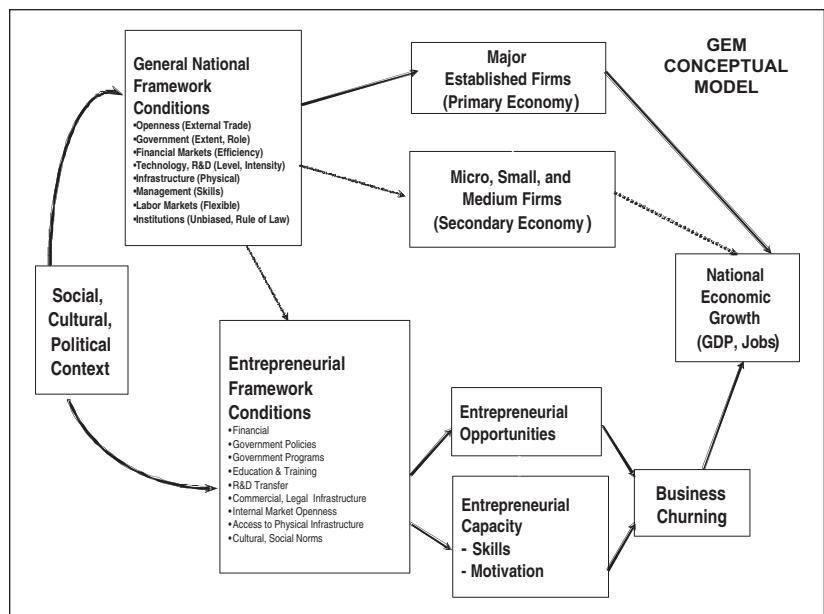 GEM
CONCEPTUAL
MODEL
General National
Framework
Conditions
•Openness (External Trade)
•Government (Extent, Role)
•Financial Markets (Efficiency)
•Technology, R&D (Level, Intensity)
•Infrastructure (Physical)
•Management (Skills)
•Labor Markets (Flexible)
•Institutions (Unbiased, Rule of Law)
Major
Established Firms
(Primary Economy)
Micro, Small, and
Medium Firms
(Secondary Economy)
Social,
Cultural,
Political
Context
National
Economic
Growth
(GDP, Jobs)
Entrepreneurial
Framework
Conditions
•Financial
•Government Policies
•Government Programs
•Education & Training
•R&D Transfer
•Commercial, Legal Infrastructure
•Internal Market Openness
•Access to Physical Infrastructure
•Cultural, Social Norms
Entrepreneurial
Opportunities
Entrepreneurial
Capacity
- Skills
- Motivation
Business
Churning